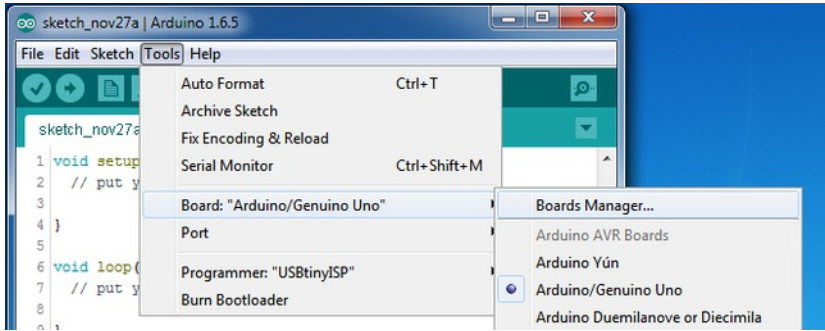 sketch_nov27a | Arduino 1.6.5
File Edit Sketch Tools Help
Auto Format Ctrl+T
Archive Sketch
sketch_nov27a
Fix Encoding & Reload
1 void setup
Serial Monitor Ctrl+Shift+M
2 // put y
3
Board: "Arduino/Genuino Uno"
Boards Manager...
4 }
Port
Arduino AVR Boards
5
6 void loop(
Programmer: "USBtinyISP"
Arduino Yún
7 // put y
Burn Bootloader
Arduino/Genuino Uno
8
Arduino Duemilanove or Diecimila
9 }